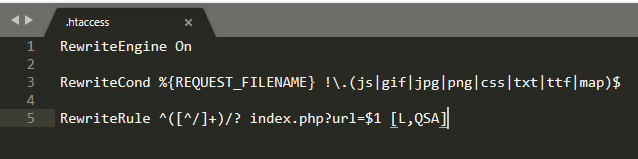 .htaccess
1 RewriteEngine On
2
3 RewriteCond %{REQUEST_FILENAME} !\.(js|gif|jpg|png|css|txt|ttf|map)$
4
5 RewriteRule ^([^/]+)/? index.php?url=$1 [L,QSA]